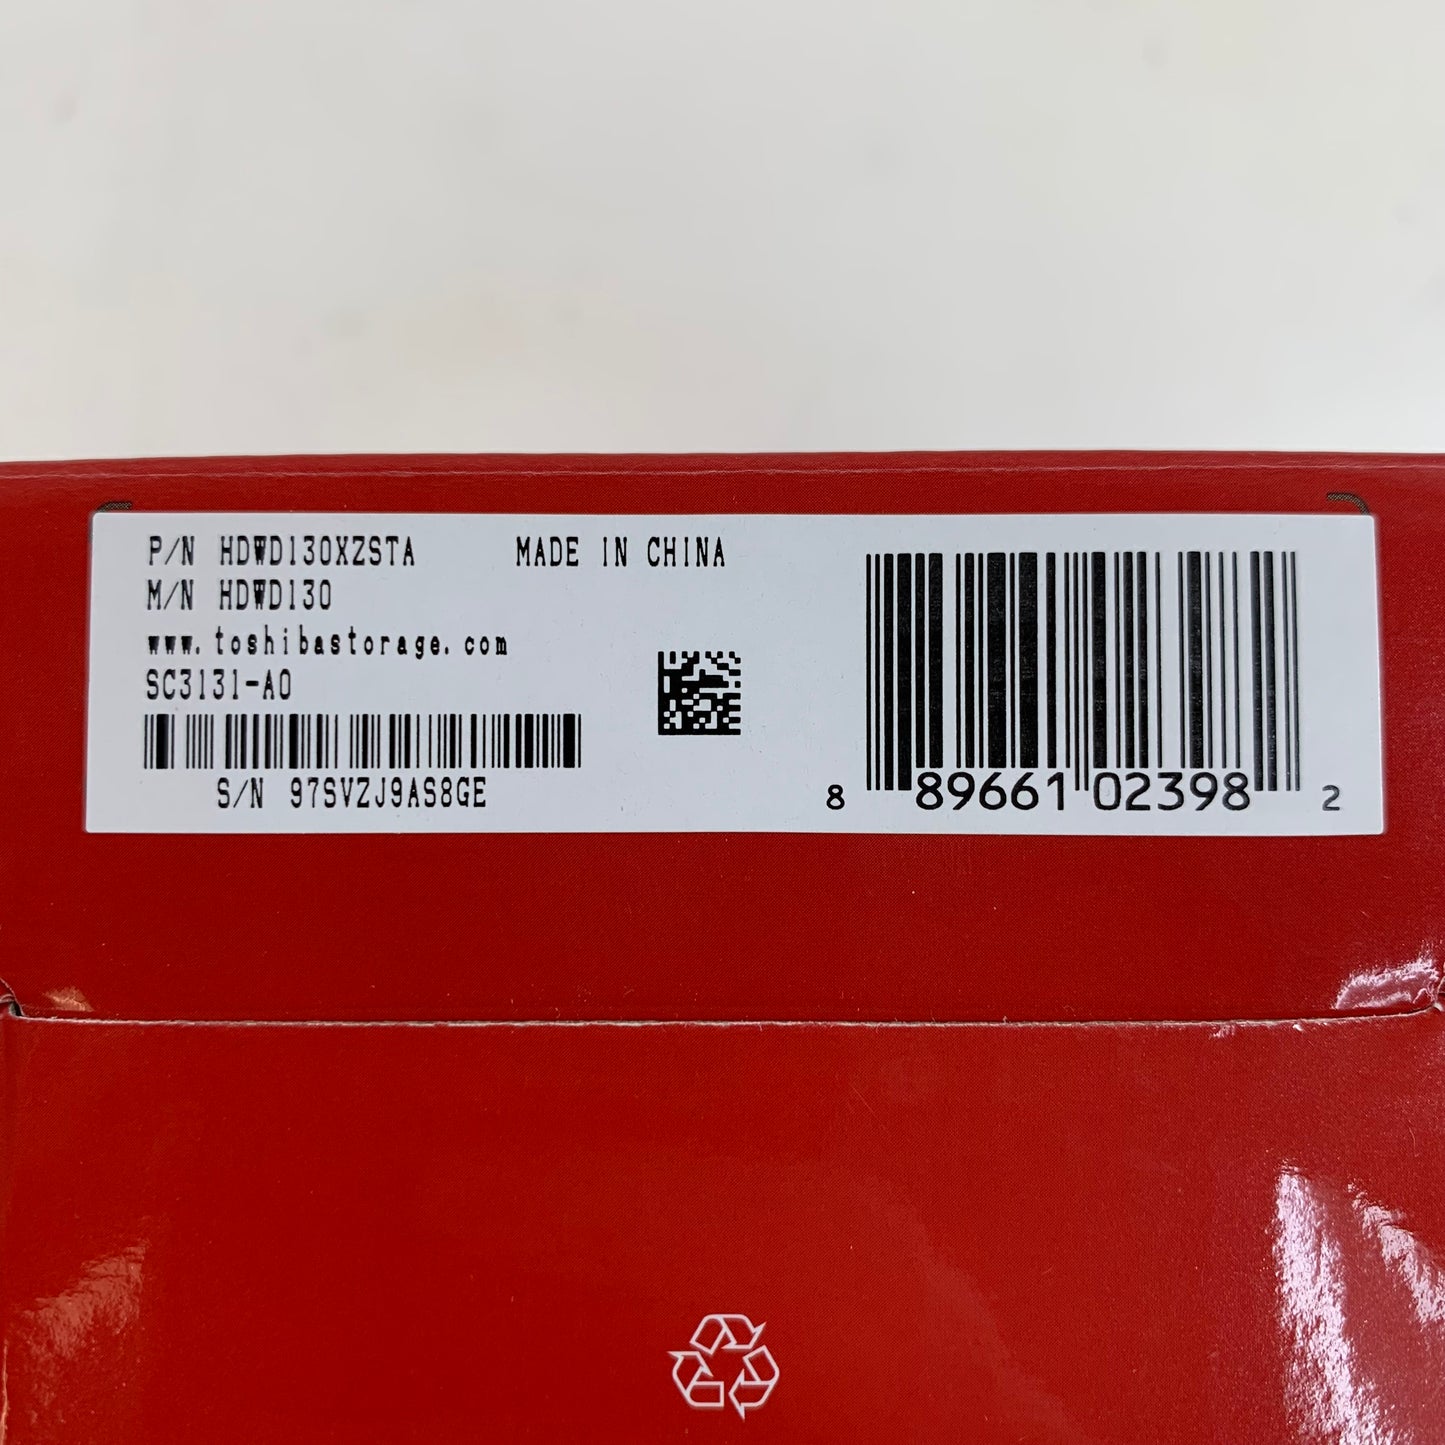 P/N HDWD130XZSTA MADE IN CHINA
M/N HDWD130
www.toshibastorage.com
SC3131-A0
S/N 97SVZJ9AS8GE
8 89661 02398 2